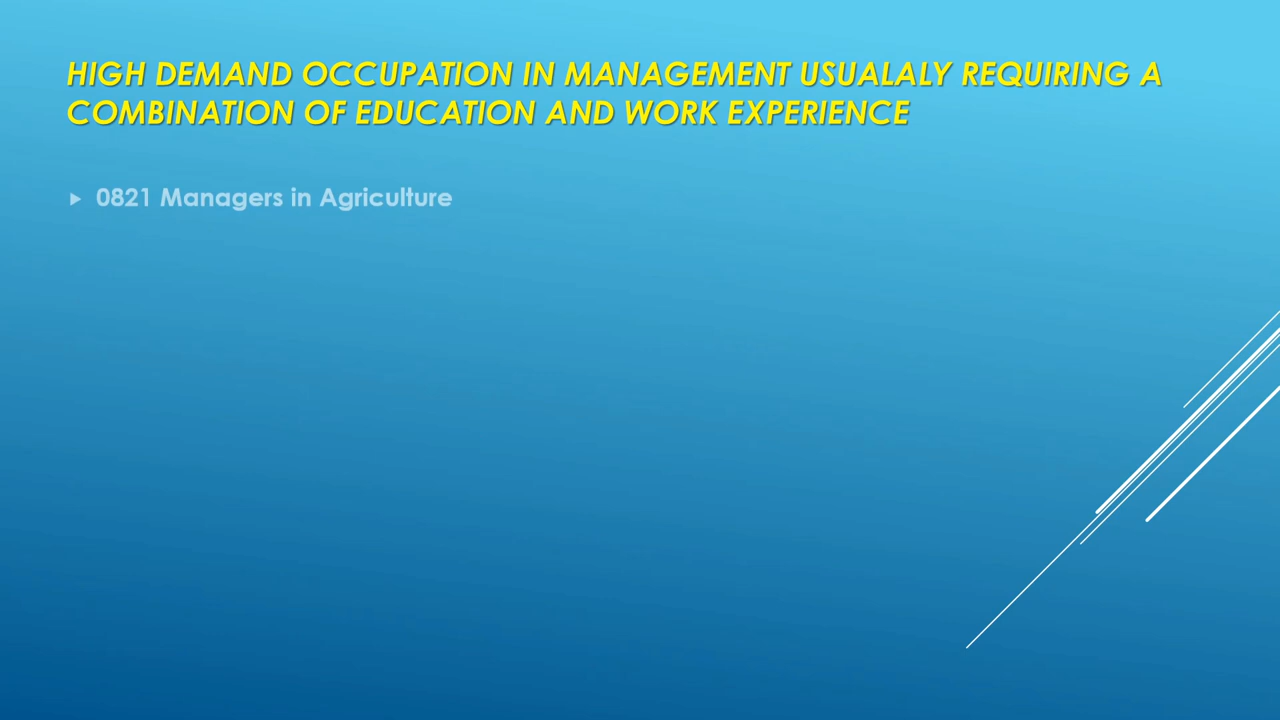 HIGH DEMAND OCCUPATION IN MANAGEMENT USUALALY REQUIRING A
COMBINATION OF EDUCATION AND WORK EXPERIENCE
0821 Managers in Agriculture